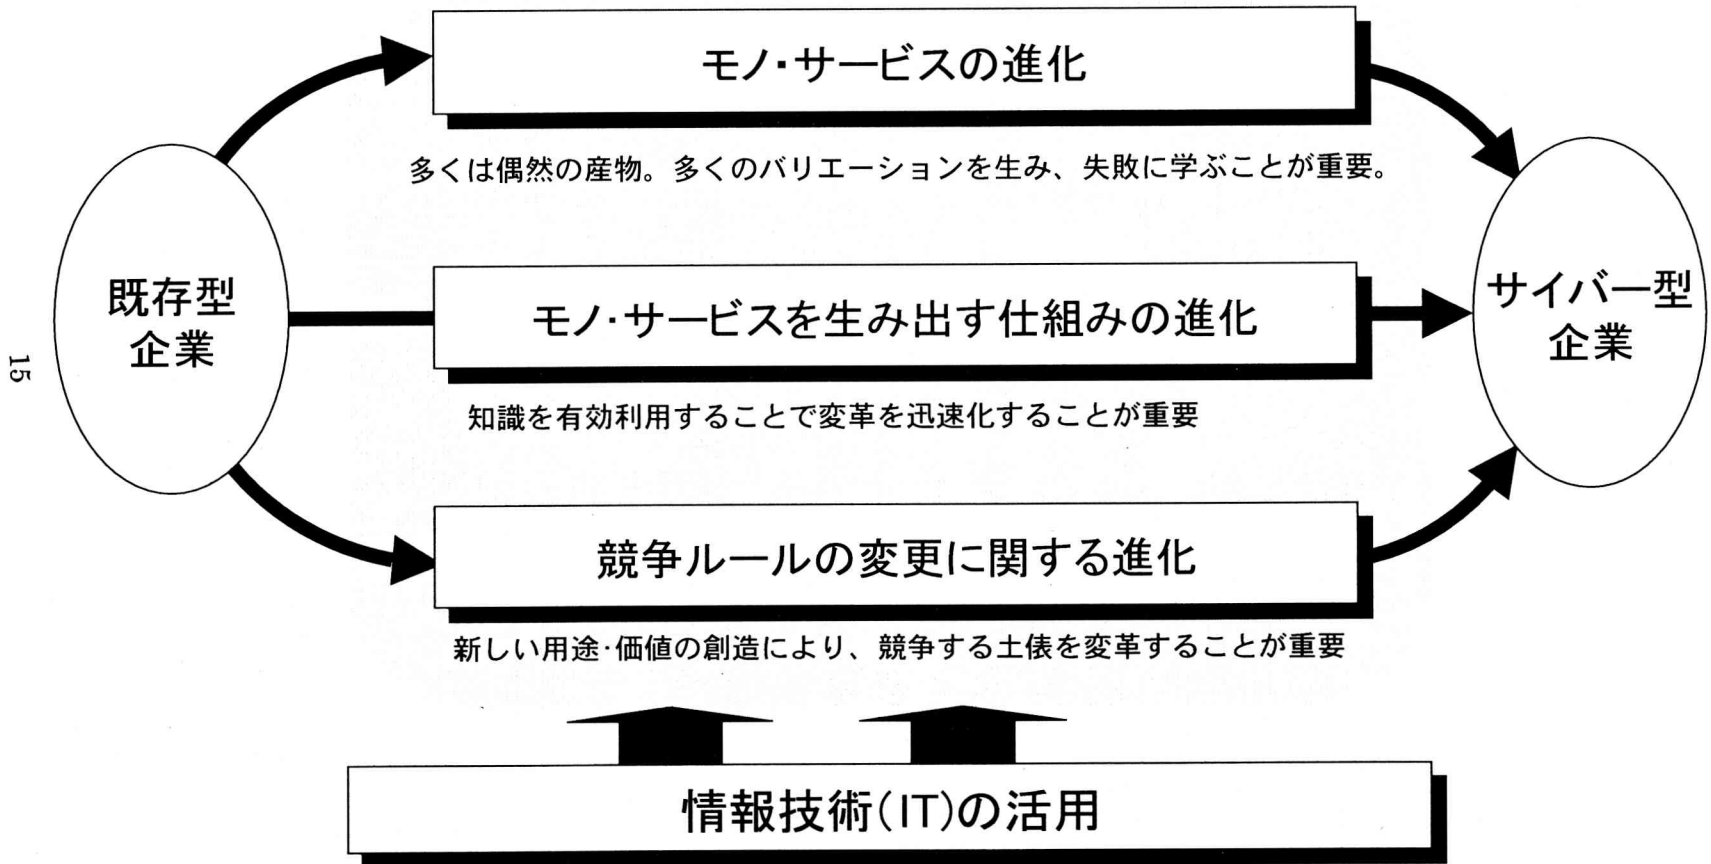 モノ・サービスの進化
多くは偶然の産物。多くのバリエーションを生み、失敗に学ぶことが重要。
既存型
企業
モノ・サービスを生み出す仕組みの進化
サイバー型
企業
知識を有効利用することで変革を迅速化することが重要
15
競争ルールの変更に関する進化
新しい用途・価値の創造により、競争する土俵を変革することが重要
情報技術(IT)の活用